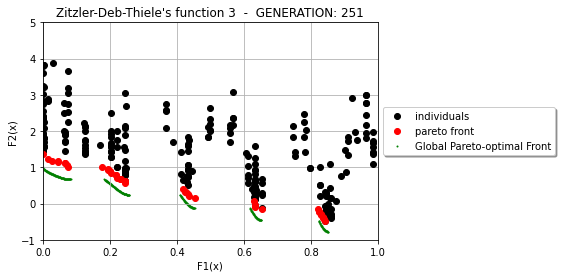 Zitzler-Deb-Thiele's function 3 - GENERATION: 251
5
4
3
2
1
0
−1
F2(x)
0.0 0.2 0.4 0.6 0.8 1.0
F1(x)
individuals
pareto front
Global Pareto-optimal Front